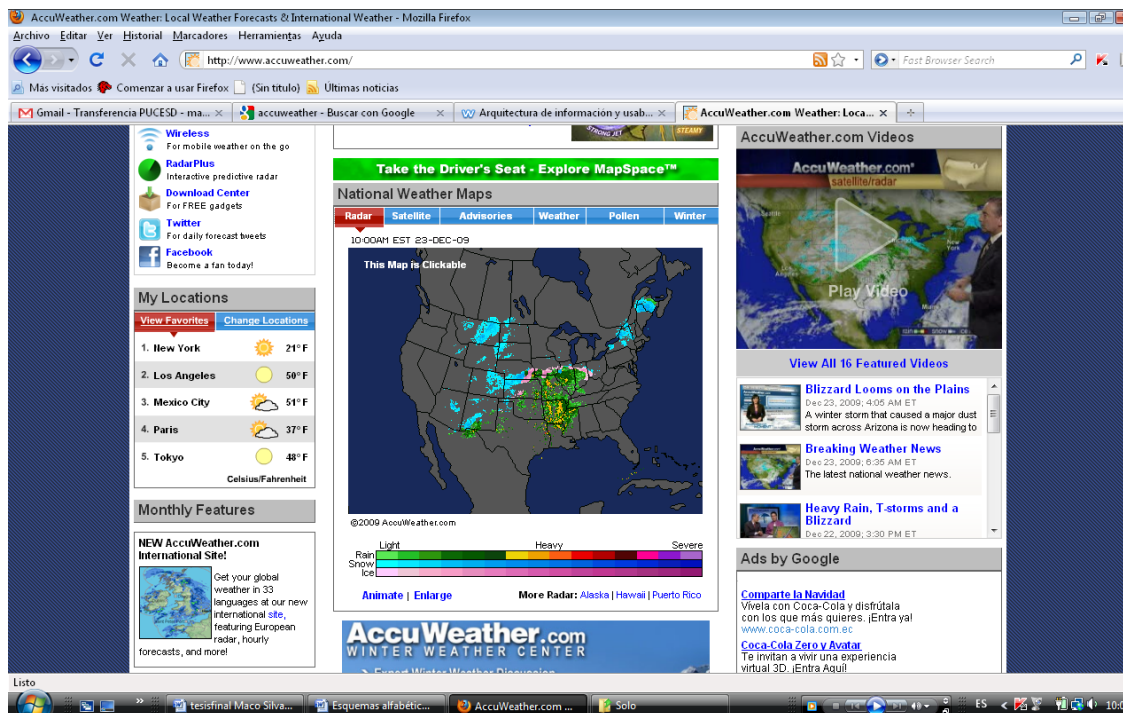 AccuWeather.com Weather: Local Weather Forecasts & International Weather - Mozilla Firefox
Archivo Editar Ver Historial Marcadores Herramientas Ayuda
http://www.accuweather.com/
Fast Browser Search
Más visitados Comenzar a usar Firefox (Sin título) Últimas noticias
Gmail - Transferencia PUCESD - ma...
accuweather - Buscar con Google
Arquitectura de información y usab...
AccuWeather.com Weather: Loca...
Wireless
For mobile weather on the go
RadarPlus
Interactive predictive radar
Download Center
For FREE gadgets
Twitter
For daily forecast tweets
Facebook
Become a fan today!
My Locations
View Favorites Change Locations
1. New York 21°F
2. Los Angeles 50°F
3. Mexico City 51°F
4. Paris 37°F
5. Tokyo 48°F
Celsius/Fahrenheit
Monthly Features
NEW AccuWeather.com
International Site!
Get your global
weather in 33
languages at our new
international site,
featuring European
radar, hourly
forecasts, and more!
STRONG JET STEAMY
Take the Driver's Seat - Explore MapSpace™
National Weather Maps
Radar Satellite Advisories Weather Pollen Winter
10:00AM EST 23-DEC-09
This Map is Clickable
©2009 AccuWeather.com
Light Heavy Severe
Rain
Snow
Ice
Animate | Enlarge More Radar: Alaska | Hawaii | Puerto Rico
AccuWeather.com
WINTER WEATHER CENTER
> Expert Winter Weather Discussion
AccuWeather.com Videos
AccuWeather.com
satellite/radar
Seattle
New York
Los Angeles
Miami
Play Video
View All 16 Featured Videos
Blizzard Looms on the Plains
Dec 23, 2009; 4:05 AM ET
A winter storm that caused a major dust
storm across Arizona is now heading to
Breaking Weather News
Dec 23, 2009; 6:35 AM ET
The latest national weather news.
Heavy Rain, T-storms and a
Blizzard
Dec 22, 2009; 3:30 PM ET
Ads by Google
Comparte la Navidad
Vívela con Coca-Cola y disfrútala
con los que más quieres. ¡Entra ya!
www.coca-cola.com.ec
Coca-Cola Zero y Avatar
Te invitan a vivir una experiencia
virtual 3D. ¡Entra Aquí!
Listo
tesisfinal Maco Silva...
Esquemas alfabétic...
AccuWeather.com ...
Solo
ES
10:0